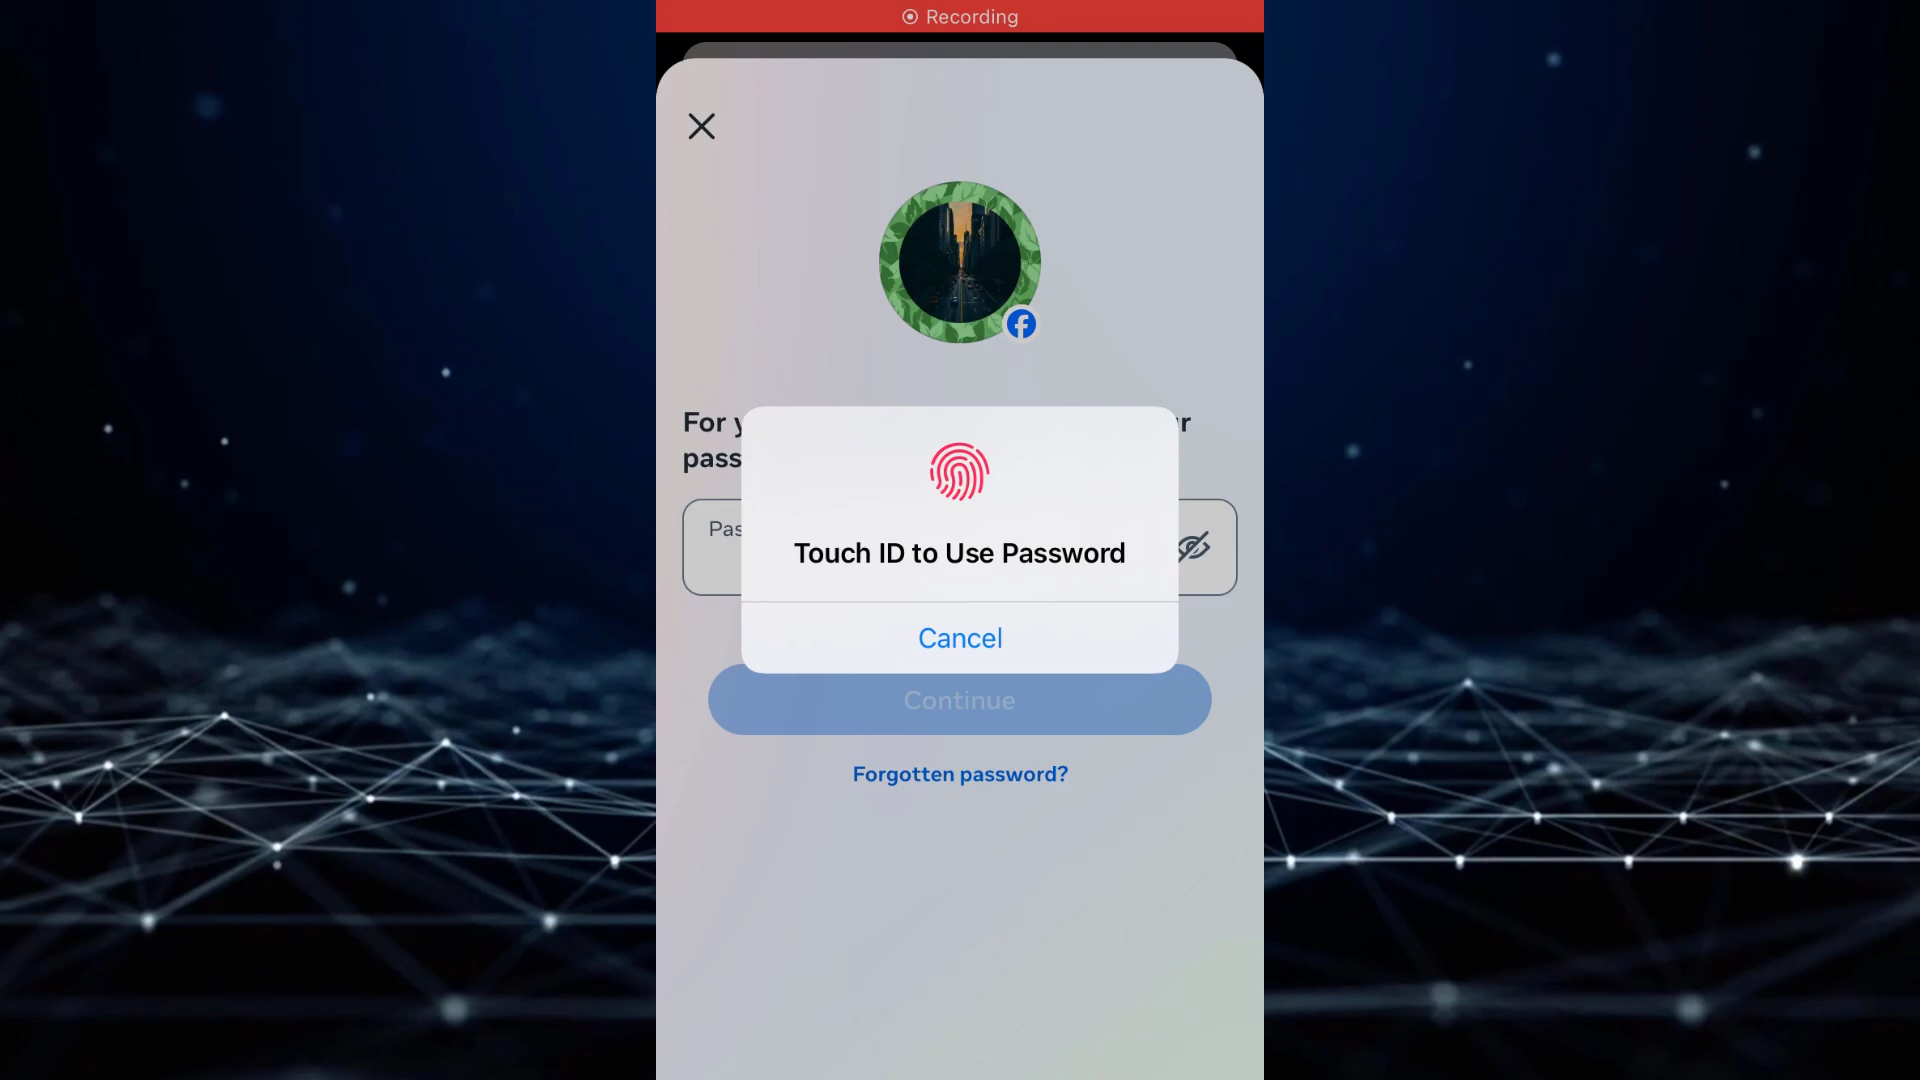 Recording
For
r
pass
Pas
Touch ID to Use Password
Cancel
Continue
Forgotten password?